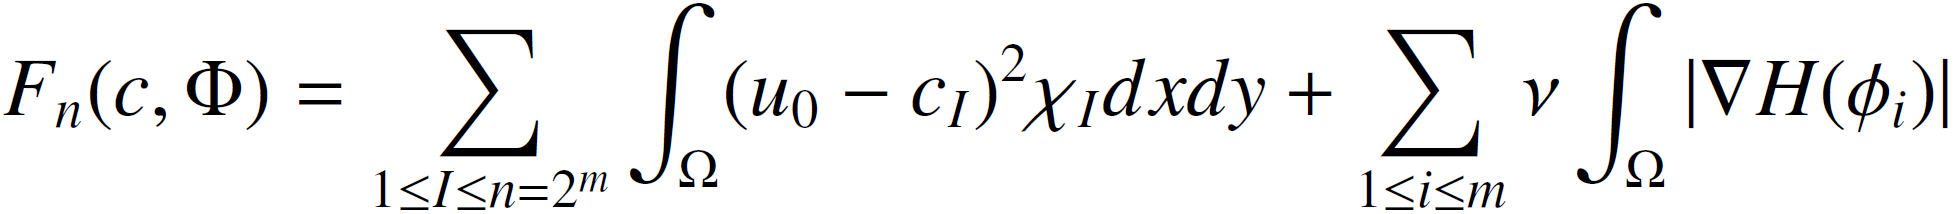 F_n(c, Φ) = ∑_{1≤I≤n=2^m} ∫_Ω (u_0 − c_I)^2 χ_I dxdy + ∑_{1≤i≤m} ν ∫_Ω |∇H(ϕ_i)|